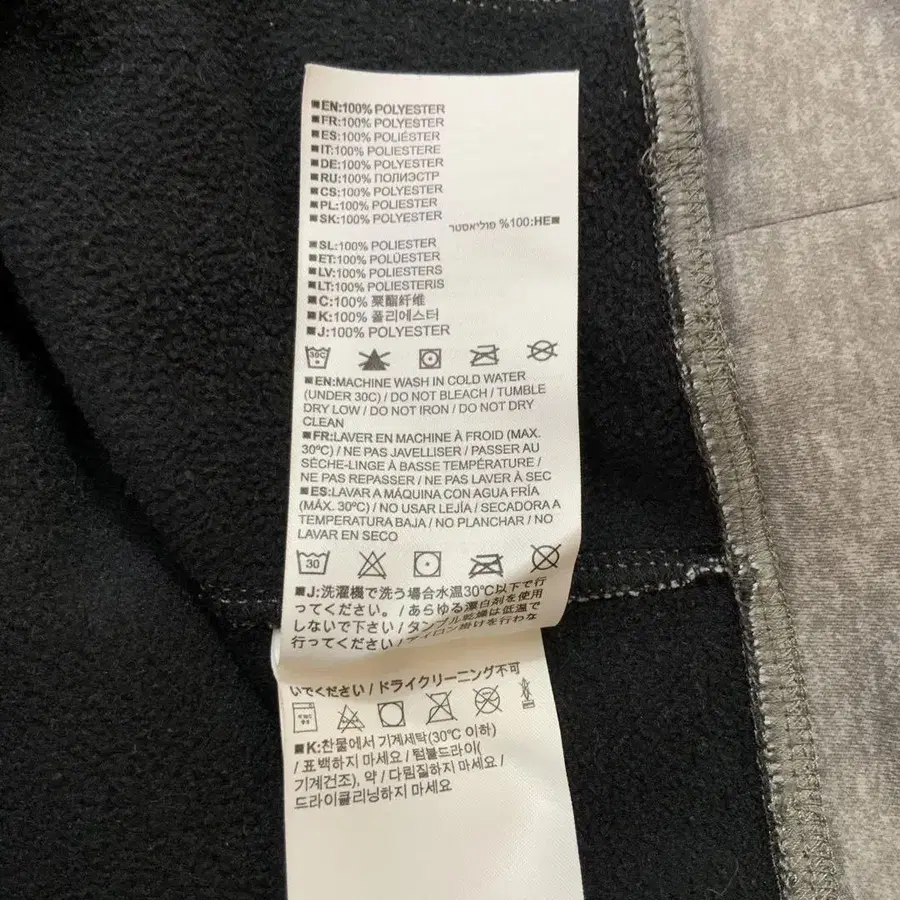 ■EN:100% POLYESTER
■FR:100% POLYESTER
■ES:100% POLIÉSTER
■IT:100% POLIESTERE
■DE:100% POLYESTER
■RU:100% ПОЛИЭСТР
■CS:100% POLYESTER
■PL:100% POLIESTER
■SK:100% POLYESTER
■HE:100% פוליאסטר
■SL:100% POLIESTER
■ET:100% POLÜESTER
■LV:100% POLIESTERS
■LT:100% POLIESTERIS
■C:100% 聚酯纤维
■K:100% 폴리에스터
■J:100% POLYESTER
30C
■EN:MACHINE WASH IN COLD WATER
(UNDER 30C) / DO NOT BLEACH / TUMBLE
DRY LOW / DO NOT IRON / DO NOT DRY
CLEAN
■FR:LAVER EN MACHINE À FROID (MAX.
30ºC) / NE PAS JAVELLISER / PASSER AU
SÈCHE-LINGE À BASSE TEMPÉRATURE /
NE PAS REPASSER / NE PAS LAVER À SEC
■ES:LAVAR A MÁQUINA CON AGUA FRÍA
(MÁX. 30ºC) / NO USAR LEJÍA / SECADORA A
TEMPERATURA BAJA / NO PLANCHAR / NO
LAVAR EN SECO
30
■J:洗濯機で洗う場合水温30℃以下で行
ってください。/ あらゆる漂白剤を使用
しないで下さい / タンブル乾燥は低温で
行ってください / アイロン掛けを行わな
いでください / ドライクリーニング不可
■K:찬물에서 기계세탁(30℃ 이하)
/ 표백하지 마세요 / 텀블드라이(
기계건조), 약 / 다림질하지 마세요 /
드라이클리닝하지 마세요